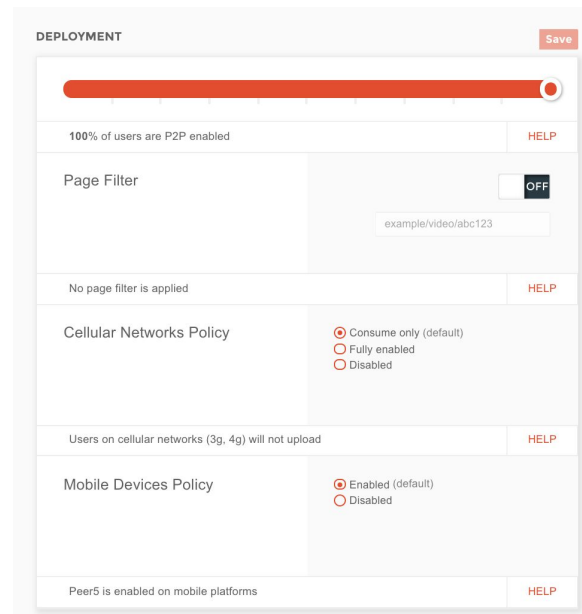 DEPLOYMENT
Save
100% of users are P2P enabled
HELP
Page Filter
OFF
example/video/abc123
No page filter is applied
HELP
Cellular Networks Policy
Consume only (default)
Fully enabled
Disabled
Users on cellular networks (3g, 4g) will not upload
HELP
Mobile Devices Policy
Enabled (default)
Disabled
Peer5 is enabled on mobile platforms
HELP